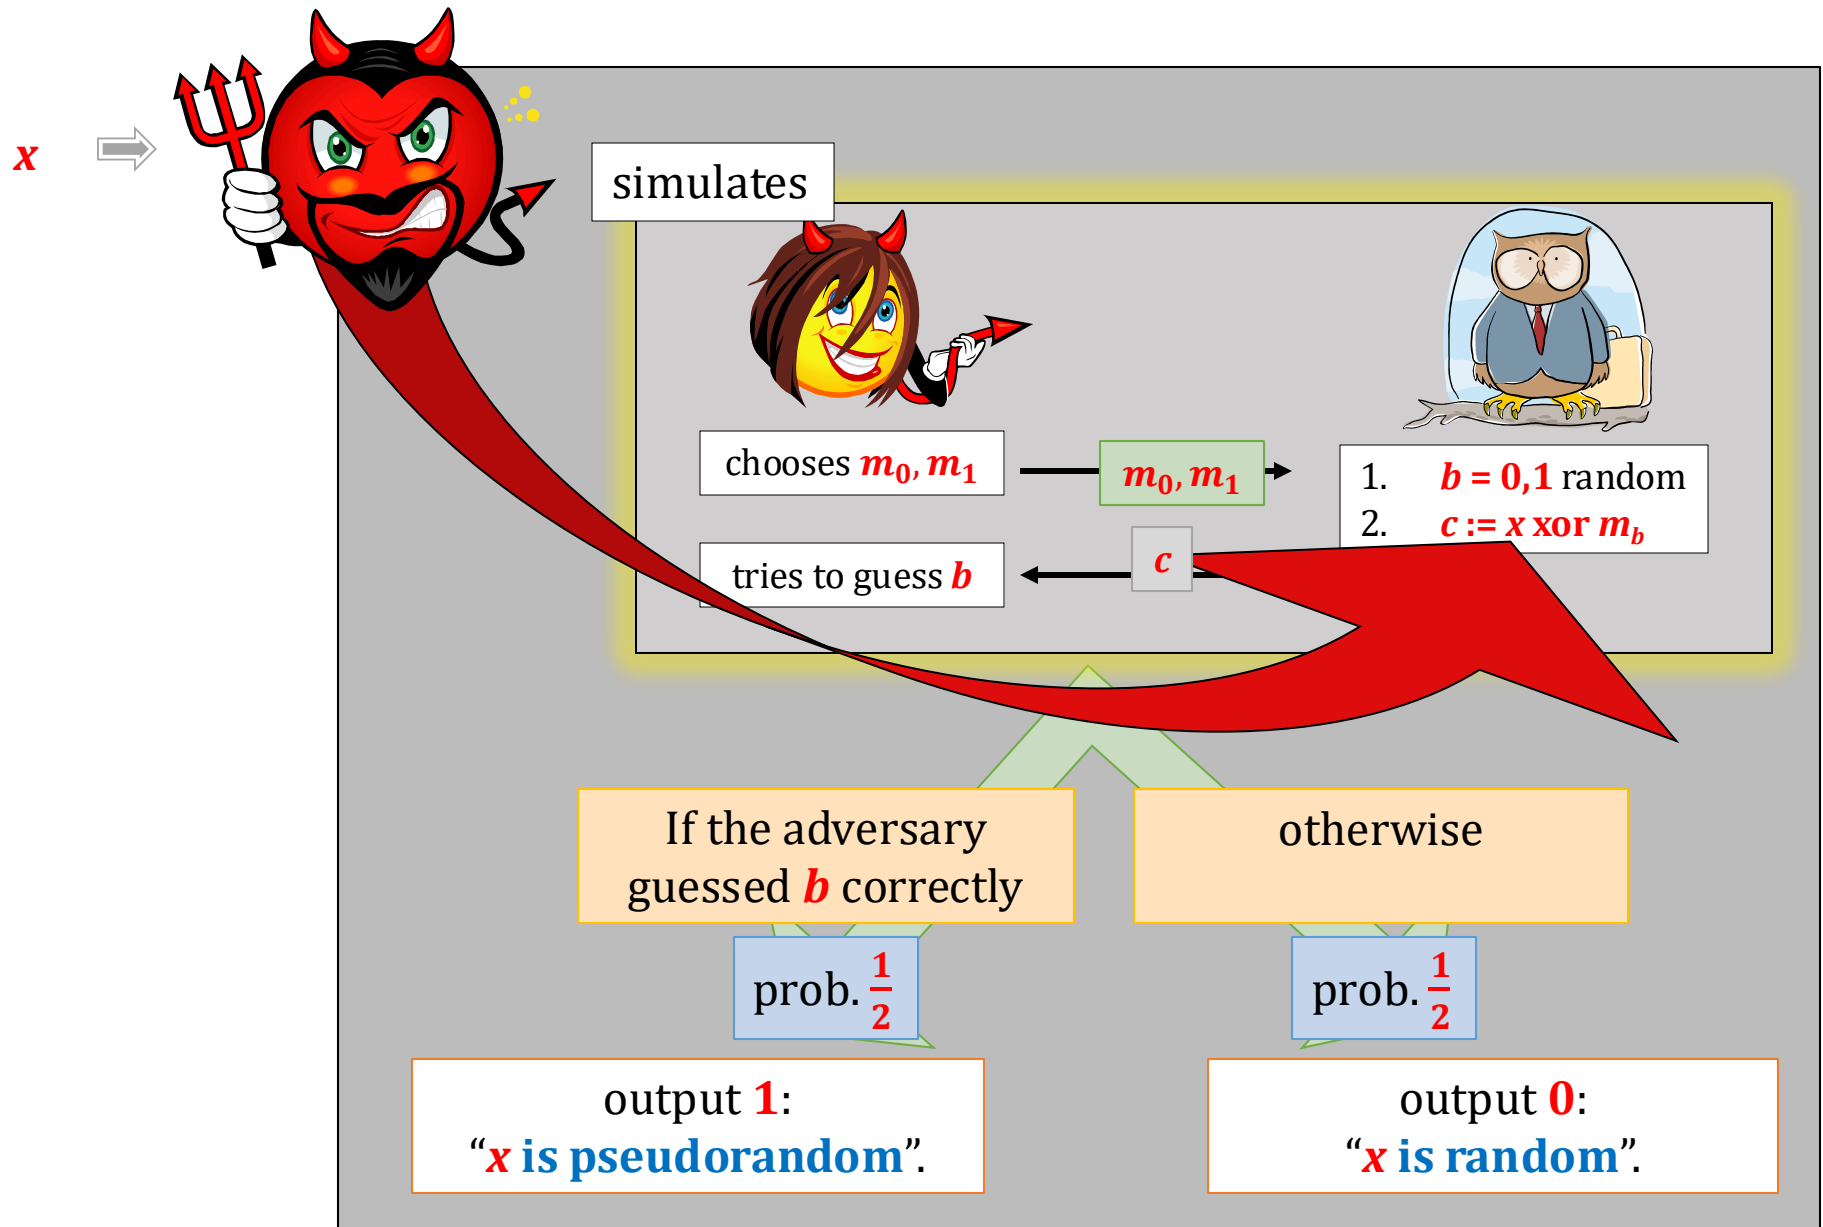 x
simulates
chooses m₀, m₁
m₀, m₁
1. b = 0,1 random
2. c := x xor m_b
c
tries to guess b
If the adversary
guessed b correctly
otherwise
prob. 1/2
prob. 1/2
output 1:
“x is pseudorandom”.
output 0:
“x is random”.